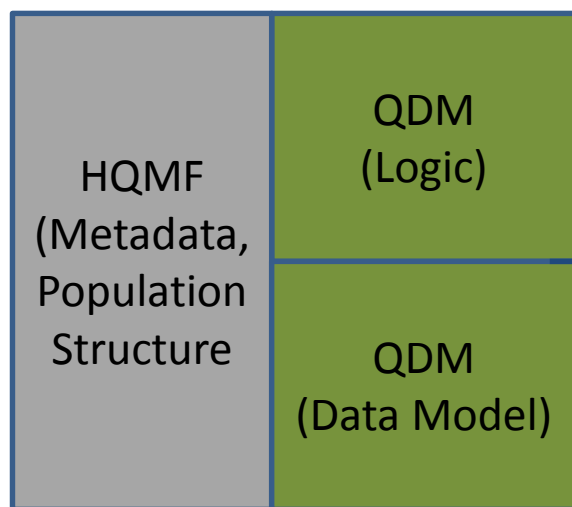 HQMF
(Metadata,
Population
Structure
QDM
(Logic)
QDM
(Data Model)